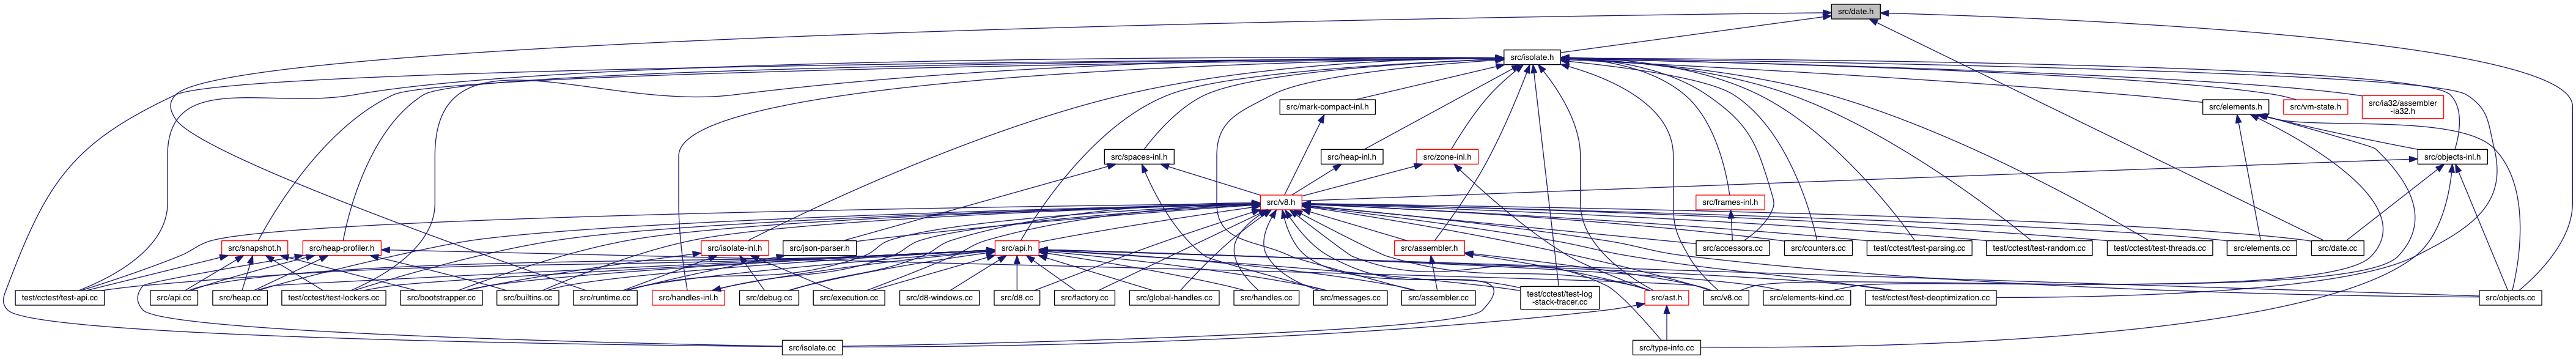 src/date.h
src/isolate.h
src/mark-compact-inl.h
src/elements.h
src/vm-state.h
src/ia32/assembler
-ia32.h
src/spaces-inl.h
src/heap-inl.h
src/zone-inl.h
src/objects-inl.h
src/v8.h
src/frames-inl.h
src/snapshot.h
src/heap-profiler.h
src/isolate-inl.h
src/json-parser.h
src/api.h
src/assembler.h
src/accessors.cc
src/counters.cc
test/cctest/test-parsing.cc
test/cctest/test-random.cc
test/cctest/test-threads.cc
src/elements.cc
src/date.cc
test/cctest/test-api.cc
src/api.cc
src/heap.cc
test/cctest/test-lockers.cc
src/bootstrapper.cc
src/builtins.cc
src/runtime.cc
src/handles-inl.h
src/debug.cc
src/execution.cc
src/d8-windows.cc
src/d8.cc
src/factory.cc
src/global-handles.cc
src/handles.cc
src/messages.cc
src/assembler.cc
test/cctest/test-log
-stack-tracer.cc
src/ast.h
src/v8.cc
src/elements-kind.cc
test/cctest/test-deoptimization.cc
src/objects.cc
src/isolate.cc
src/type-info.cc